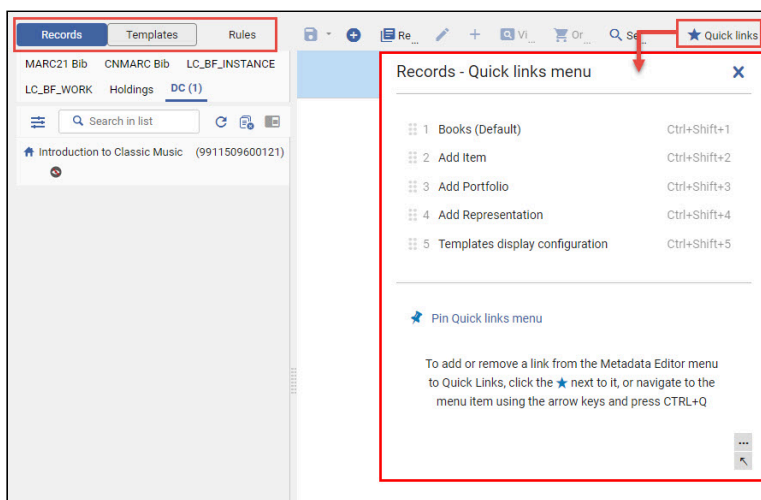 Records Templates Rules
Re... Vi... Or... Se... Quick links
MARC21 Bib CNMARC Bib LC_BF_INSTANCE
LC_BF_WORK Holdings DC (1)
Search in list
Introduction to Classic Music (9911509600121)
Records - Quick links menu X
1 Books (Default) Ctrl+Shift+1
2 Add Item Ctrl+Shift+2
3 Add Portfolio Ctrl+Shift+3
4 Add Representation Ctrl+Shift+4
5 Templates display configuration Ctrl+Shift+5
Pin Quick links menu
To add or remove a link from the Metadata Editor menu
to Quick Links, click the ★ next to it, or navigate to the
menu item using the arrow keys and press CTRL+Q